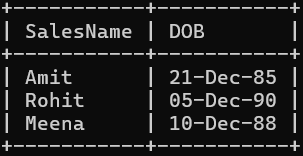 +-----------+-----------+
| SalesName | DOB       |
+-----------+-----------+
| Amit      | 21-Dec-85 |
| Rohit     | 05-Dec-90 |
| Meena     | 10-Dec-88 |
+-----------+-----------+